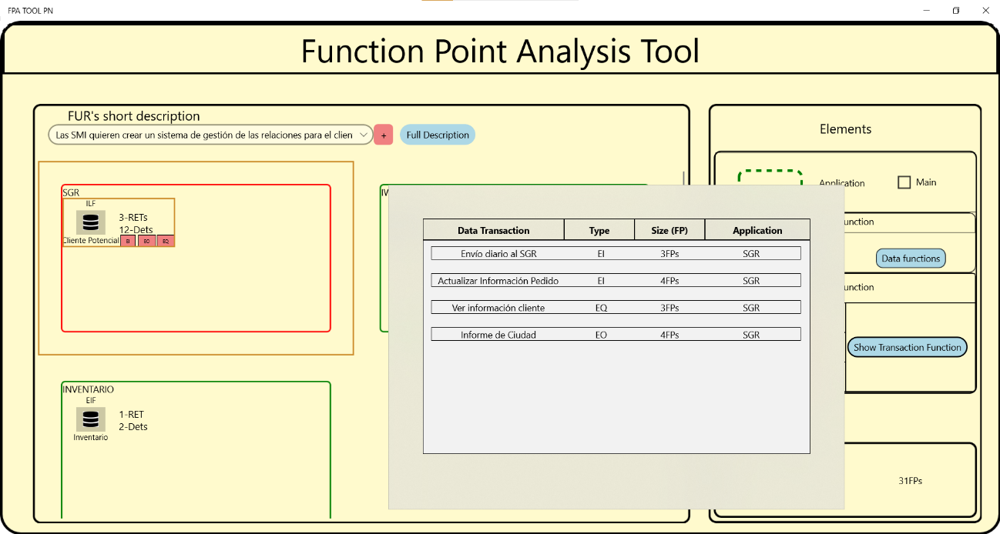 FPA TOOL PN
Function Point Analysis Tool
FUR's short description
Las SMI quieren crear un sistema de gestión de las relaciones para el clien
+
Full Description
SGR
ILF
3-RETs
12-Dets
Cliente Potencial
EI
EO
EQ
INVENTARIO
EIF
1-RET
2-Dets
Inventario
Data Transaction Type Size (FP) Application
Envío diario al SGR EI 3FPs SGR
Actualizar Información Pedido EI 4FPs SGR
Ver información cliente EQ 3FPs SGR
Informe de Ciudad EO 4FPs SGR
Elements
Application
Main
unction
Data functions
unction
Show Transaction Function
31FPs